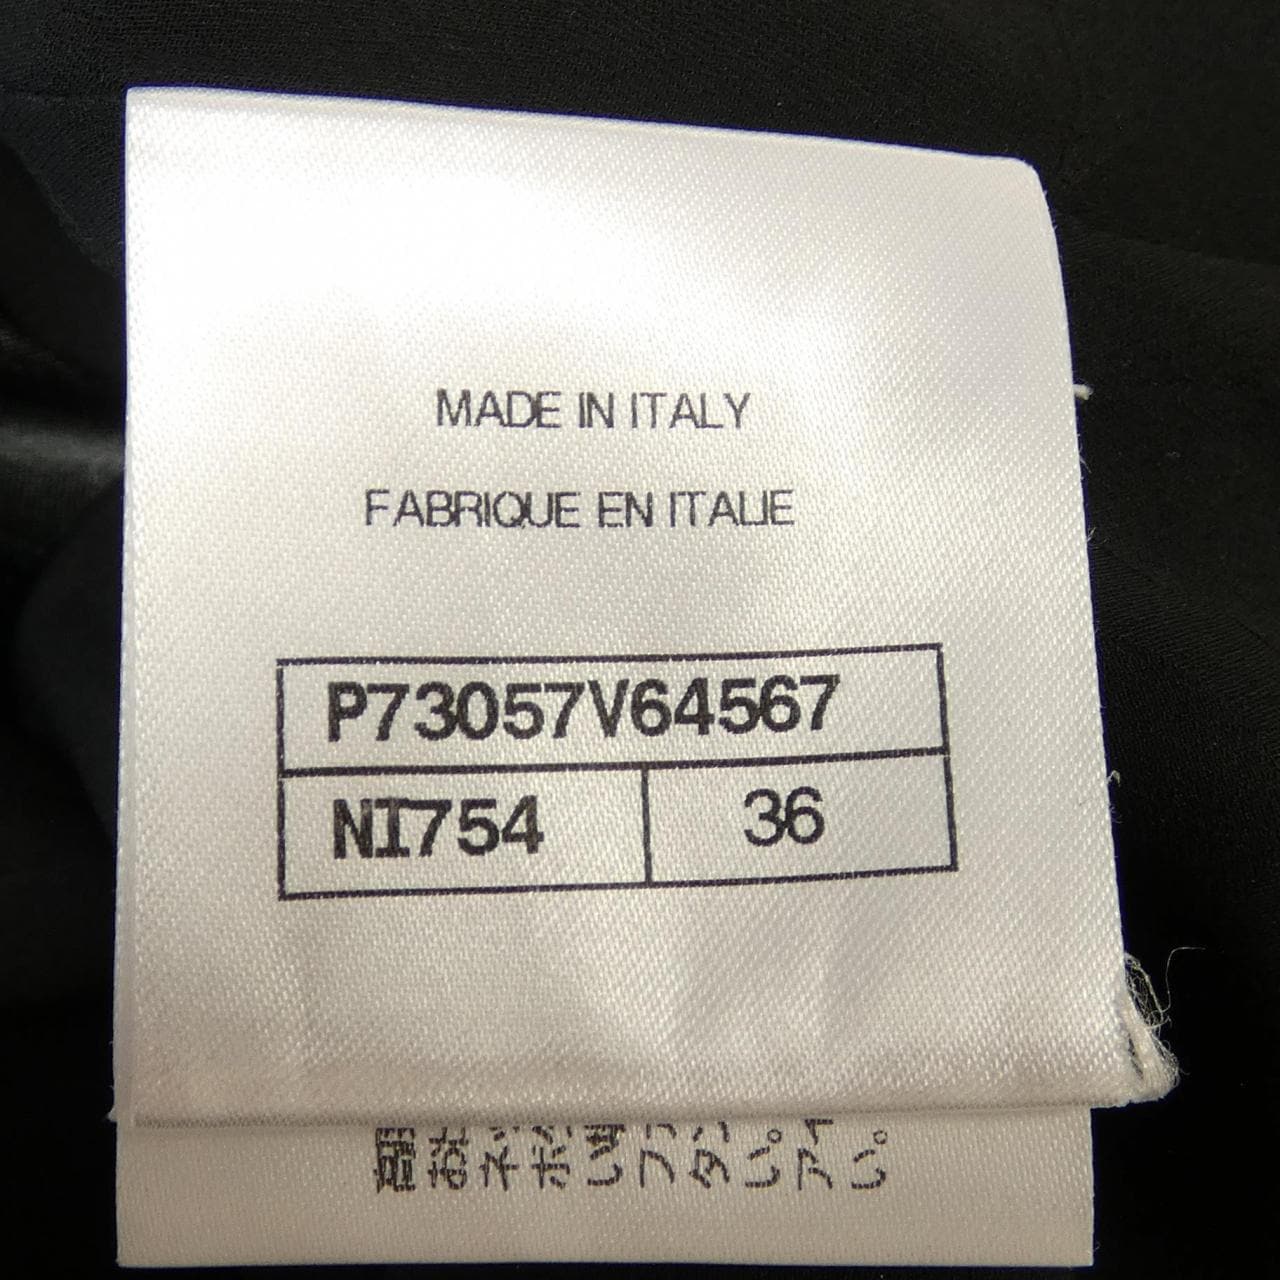 MADE IN ITALY
FABRIQUE EN ITALIE
P73057V64567
NI754 36